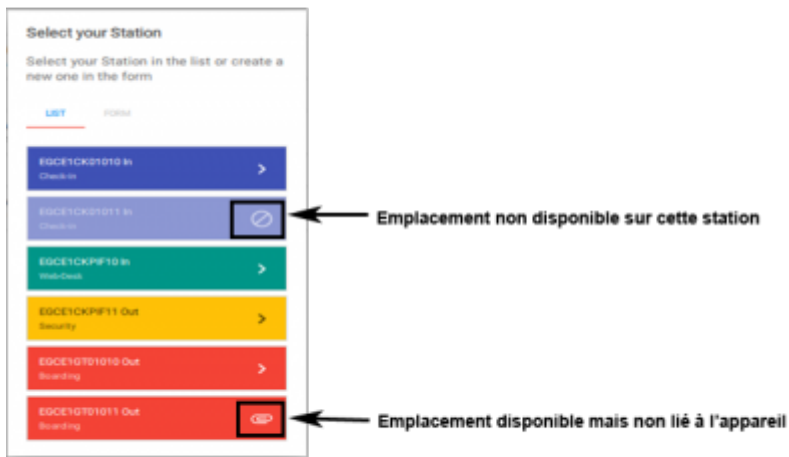 Select your Station
Select your Station in the list or create a
new one in the form
LIST FORM
EGCE1CK01010 In
Check-in
EGCE1CK01011 In
Check-in
Emplacement non disponible sur cette station
EGCE1CKPIF10 In
Web-Desk
EGCE1CKPIF11 Out
Security
EGCE1GT01010 Out
Boarding
EGCE1GT01011 Out
Boarding
Emplacement disponible mais non lié à l'appareil